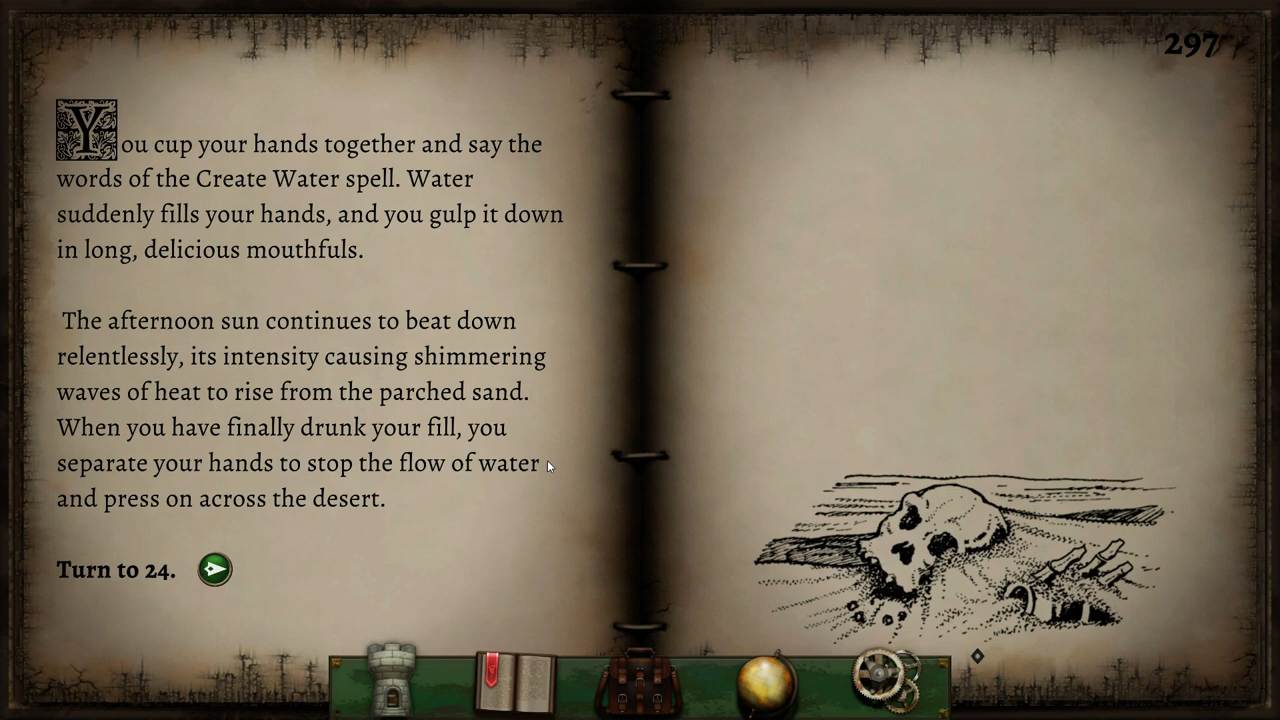 297
You cup your hands together and say the
words of the Create Water spell. Water
suddenly fills your hands, and you gulp it down
in long, delicious mouthfuls.
The afternoon sun continues to beat down
relentlessly, its intensity causing shimmering
waves of heat to rise from the parched sand.
When you have finally drunk your fill, you
separate your hands to stop the flow of water
and press on across the desert.
Turn to 24.